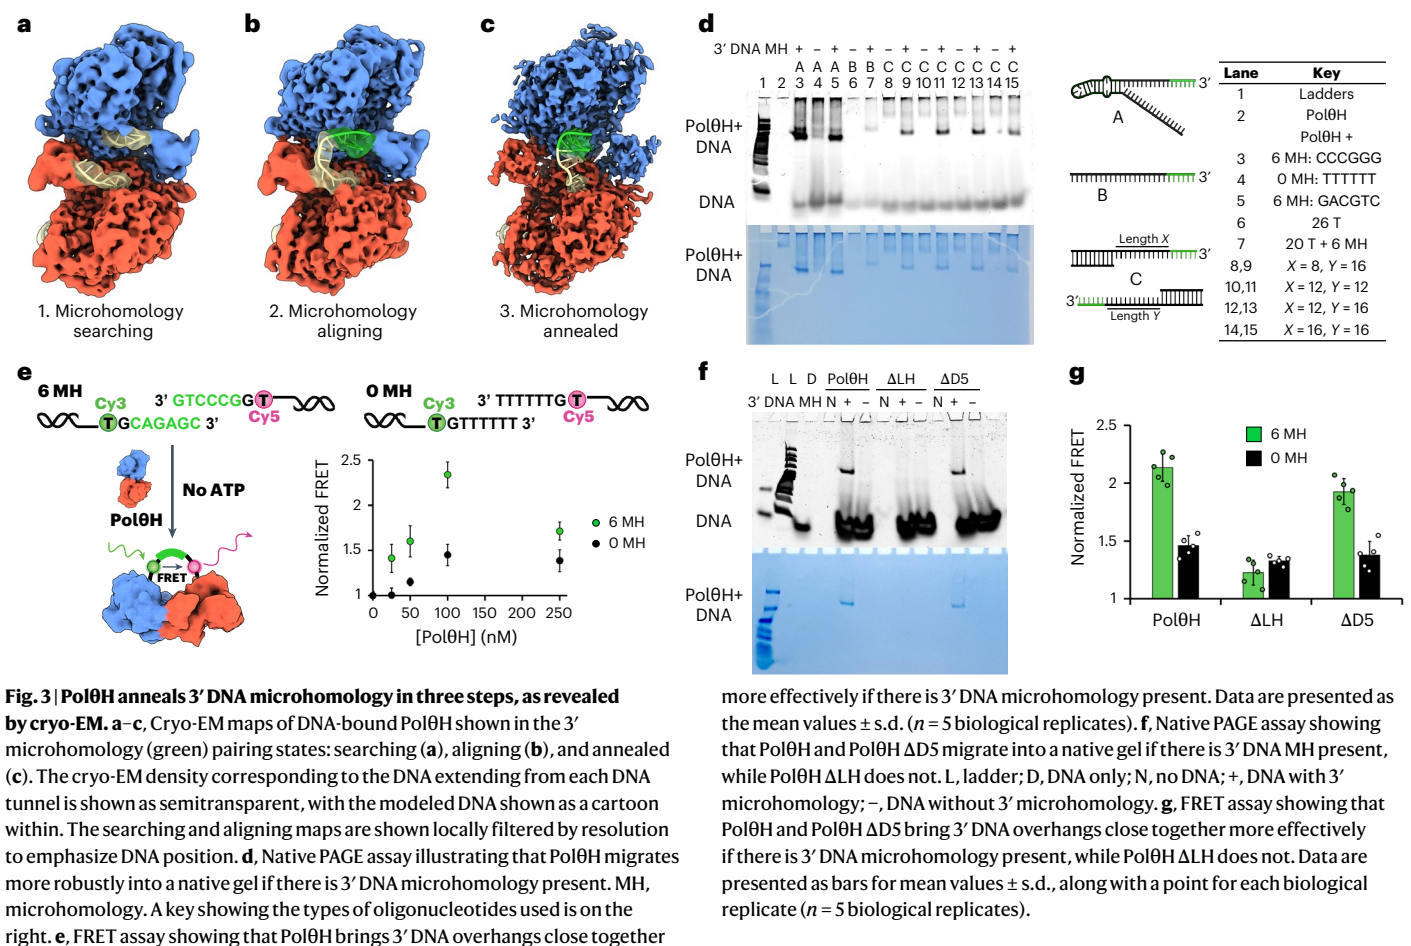 a
b
c
1. Microhomology
searching
2. Microhomology
aligning
3. Microhomology
annealed
d
3′ DNA MH + − + − + − + − + − + − +
A A A B B C C C C C C C C
1 2 3 4 5 6 7 8 9 10 11 12 13 14 15
PolθH+
DNA
DNA
PolθH+
DNA
3′
A
3′
B
Length X
3′
C
3′
Length Y
Lane Key
1 Ladders
2 PolθH
PolθH +
3 6 MH: CCCGGG
4 0 MH: TTTTTT
5 6 MH: GACGTC
6 26 T
7 20 T + 6 MH
8,9 X = 8, Y = 16
10,11 X = 12, Y = 12
12,13 X = 12, Y = 16
14,15 X = 16, Y = 16
e
6 MH
3′ GTCCCGGT
Cy5
Cy3
TGCAGAGC 3′
0 MH
3′ TTTTTTGT
Cy5
Cy3
TGTTTTTT 3′
No ATP
PolθH
FRET
Normalized FRET
2.5
2
1.5
1
0 50 100 150 200 250
[PolθH] (nM)
6 MH
0 MH
f
L L D PolθH ΔLH ΔD5
3′ DNA MH N + − N + − N + −
PolθH+
DNA
DNA
PolθH+
DNA
g
Normalized FRET
2.5
2
1.5
1
6 MH
0 MH
PolθH ΔLH ΔD5
Fig. 3 | PolθH anneals 3′ DNA microhomology in three steps, as revealed
by cryo-EM. a–c, Cryo-EM maps of DNA-bound PolθH shown in the 3′
microhomology (green) pairing states: searching (a), aligning (b), and annealed
(c). The cryo-EM density corresponding to the DNA extending from each DNA
tunnel is shown as semitransparent, with the modeled DNA shown as a cartoon
within. The searching and aligning maps are shown locally filtered by resolution
to emphasize DNA position. d, Native PAGE assay illustrating that PolθH migrates
more robustly into a native gel if there is 3′ DNA microhomology present. MH,
microhomology. A key showing the types of oligonucleotides used is on the
right. e, FRET assay showing that PolθH brings 3′ DNA overhangs close together
more effectively if there is 3′ DNA microhomology present. Data are presented as
the mean values ± s.d. (n = 5 biological replicates). f, Native PAGE assay showing
that PolθH and PolθH ΔD5 migrate into a native gel if there is 3′ DNA MH present,
while PolθH ΔLH does not. L, ladder; D, DNA only; N, no DNA; +, DNA with 3′
microhomology; −, DNA without 3′ microhomology. g, FRET assay showing that
PolθH and PolθH ΔD5 bring 3′ DNA overhangs close together more effectively
if there is 3′ DNA microhomology present, while PolθH ΔLH does not. Data are
presented as bars for mean values ± s.d., along with a point for each biological
replicate (n = 5 biological replicates).